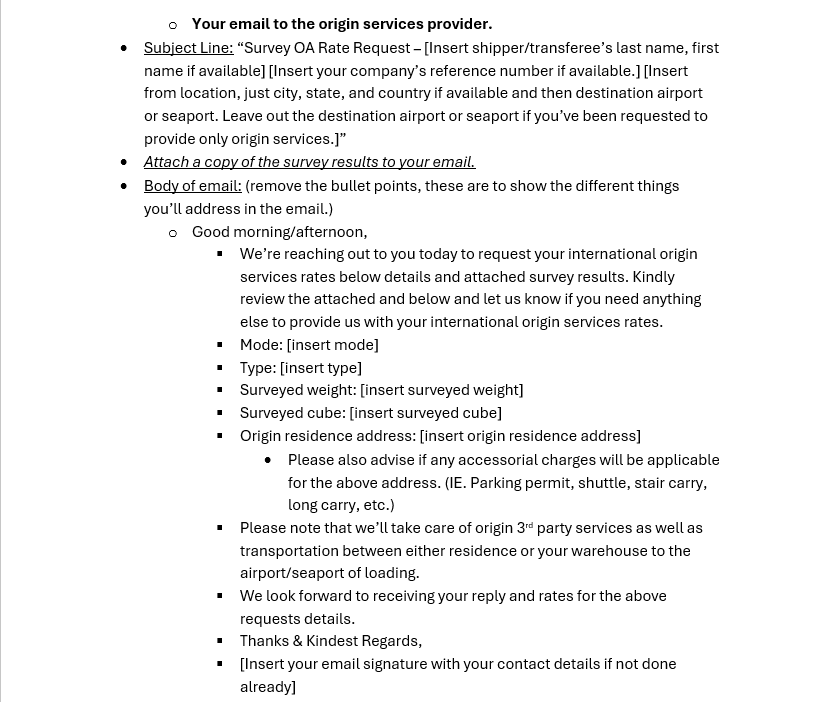 o Your email to the origin services provider.
• Subject Line: “Survey OA Rate Request – [Insert shipper/transferee’s last name, first
name if available] [Insert your company’s reference number if available.] [Insert
from location, just city, state, and country if available and then destination airport
or seaport. Leave out the destination airport or seaport if you’ve been requested to
provide only origin services.]”
• Attach a copy of the survey results to your email.
• Body of email: (remove the bullet points, these are to show the different things
you’ll address in the email.)
o Good morning/afternoon,
▪ We’re reaching out to you today to request your international origin
services rates below details and attached survey results. Kindly
review the attached and below and let us know if you need anything
else to provide us with your international origin services rates.
▪ Mode: [insert mode]
▪ Type: [insert type]
▪ Surveyed weight: [insert surveyed weight]
▪ Surveyed cube: [insert surveyed cube]
▪ Origin residence address: [insert origin residence address]
• Please also advise if any accessorial charges will be applicable
for the above address. (IE. Parking permit, shuttle, stair carry,
long carry, etc.)
▪ Please note that we’ll take care of origin 3rd party services as well as
transportation between either residence or your warehouse to the
airport/seaport of loading.
▪ We look forward to receiving your reply and rates for the above
requests details.
▪ Thanks & Kindest Regards,
▪ [Insert your email signature with your contact details if not done
already]